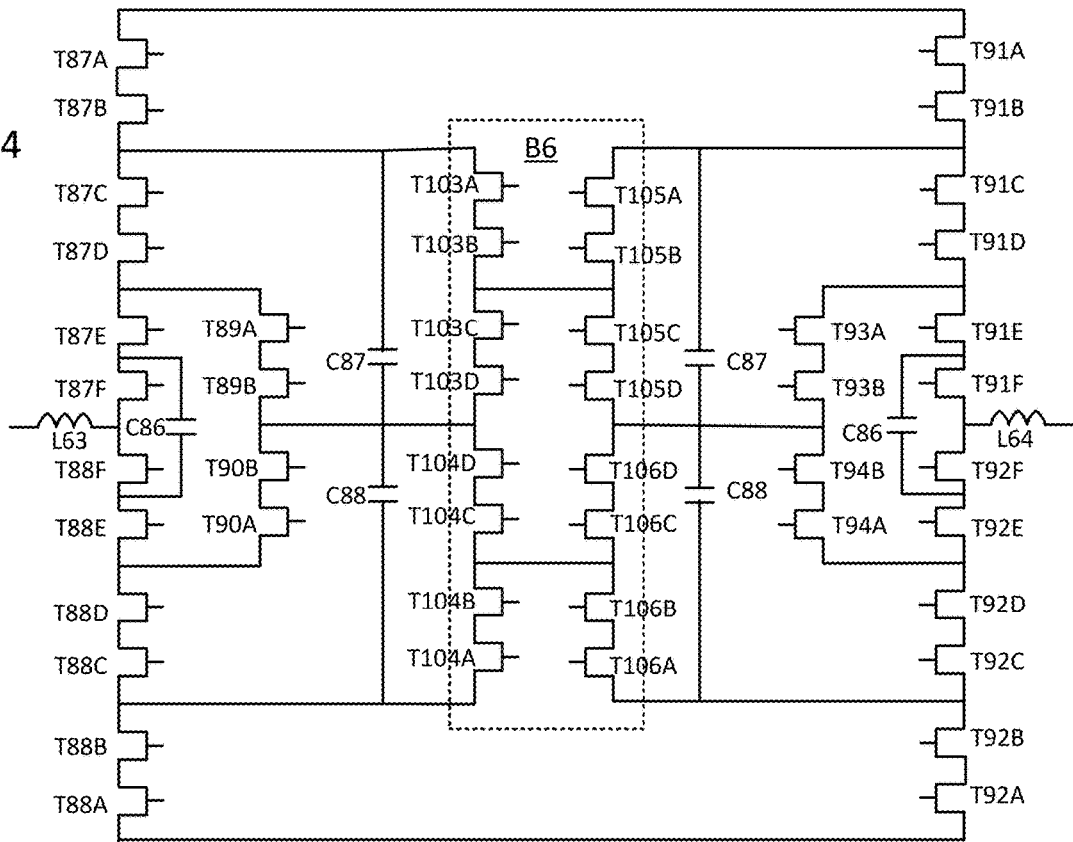 T87A
T91A
T87B
T91B
4
B6
T87C
T103A
T105A
T91C
T87D
T103B
T105B
T91D
T87E
T89A
T103C
T105C
T93A
T91E
C87
C87
T87F
T89B
T103D
T105D
T93B
T91F
L63
C86
C86
L64
T88F
T90B
T104D
T106D
T94B
T92F
C88
C88
T88E
T90A
T104C
T106C
T94A
T92E
T88D
T104B
T106B
T92D
T88C
T104A
T106A
T92C
T88B
T92B
T88A
T92A